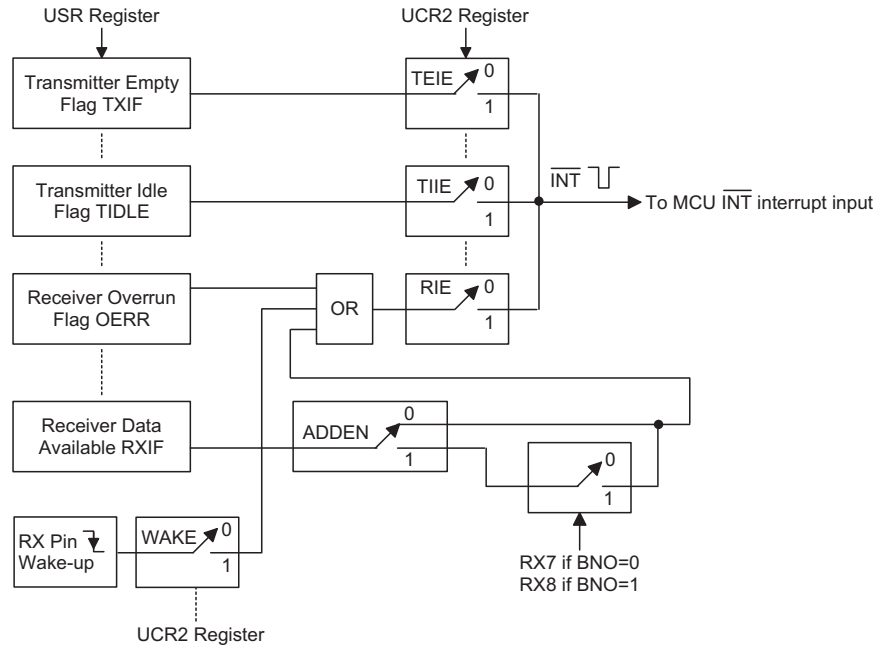 USR Register
UCR2 Register
Transmitter Empty
Flag TXIF
TEIE
0
1
Transmitter Idle
Flag TIDLE
TIIE
0
1
INT
To MCU INT interrupt input
Receiver Overrun
Flag OERR
OR
RIE
0
1
Receiver Data
Available RXIF
ADDEN
0
1
0
1
RX7 if BNO=0
RX8 if BNO=1
RX Pin
Wake-up
WAKE
0
1
UCR2 Register